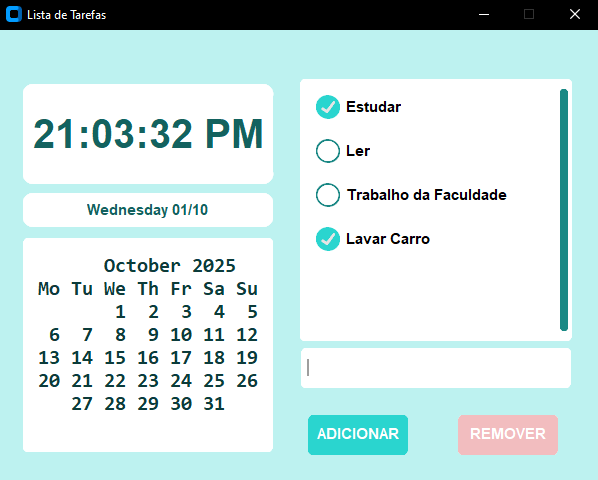 Lista de Tarefas
21:03:32 PM
Wednesday 01/10
October 2025
Mo Tu We Th Fr Sa Su
1 2 3 4 5
6 7 8 9 10 11 12
13 14 15 16 17 18 19
20 21 22 23 24 25 26
27 28 29 30 31
Estudar
Ler
Trabalho da Faculdade
Lavar Carro
ADICIONAR
REMOVER